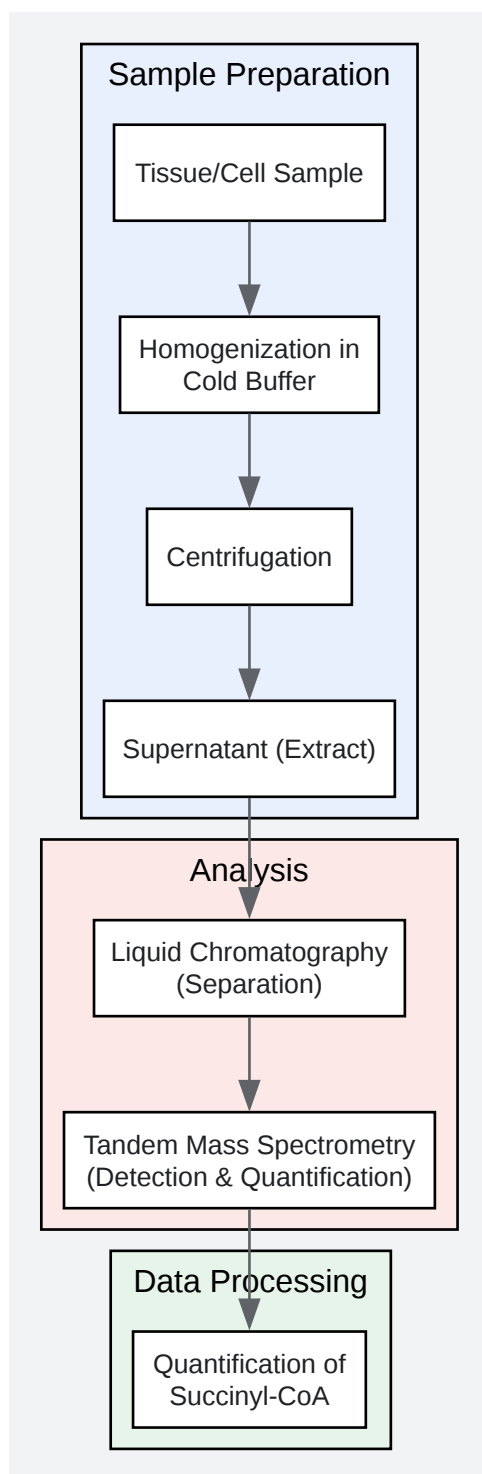 Sample Preparation
Tissue/Cell Sample
Homogenization in
Cold Buffer
Centrifugation
Supernatant (Extract)
Analysis
Liquid Chromatography
(Separation)
Tandem Mass Spectrometry
(Detection & Quantification)
Data Processing
Quantification of
Succinyl-CoA